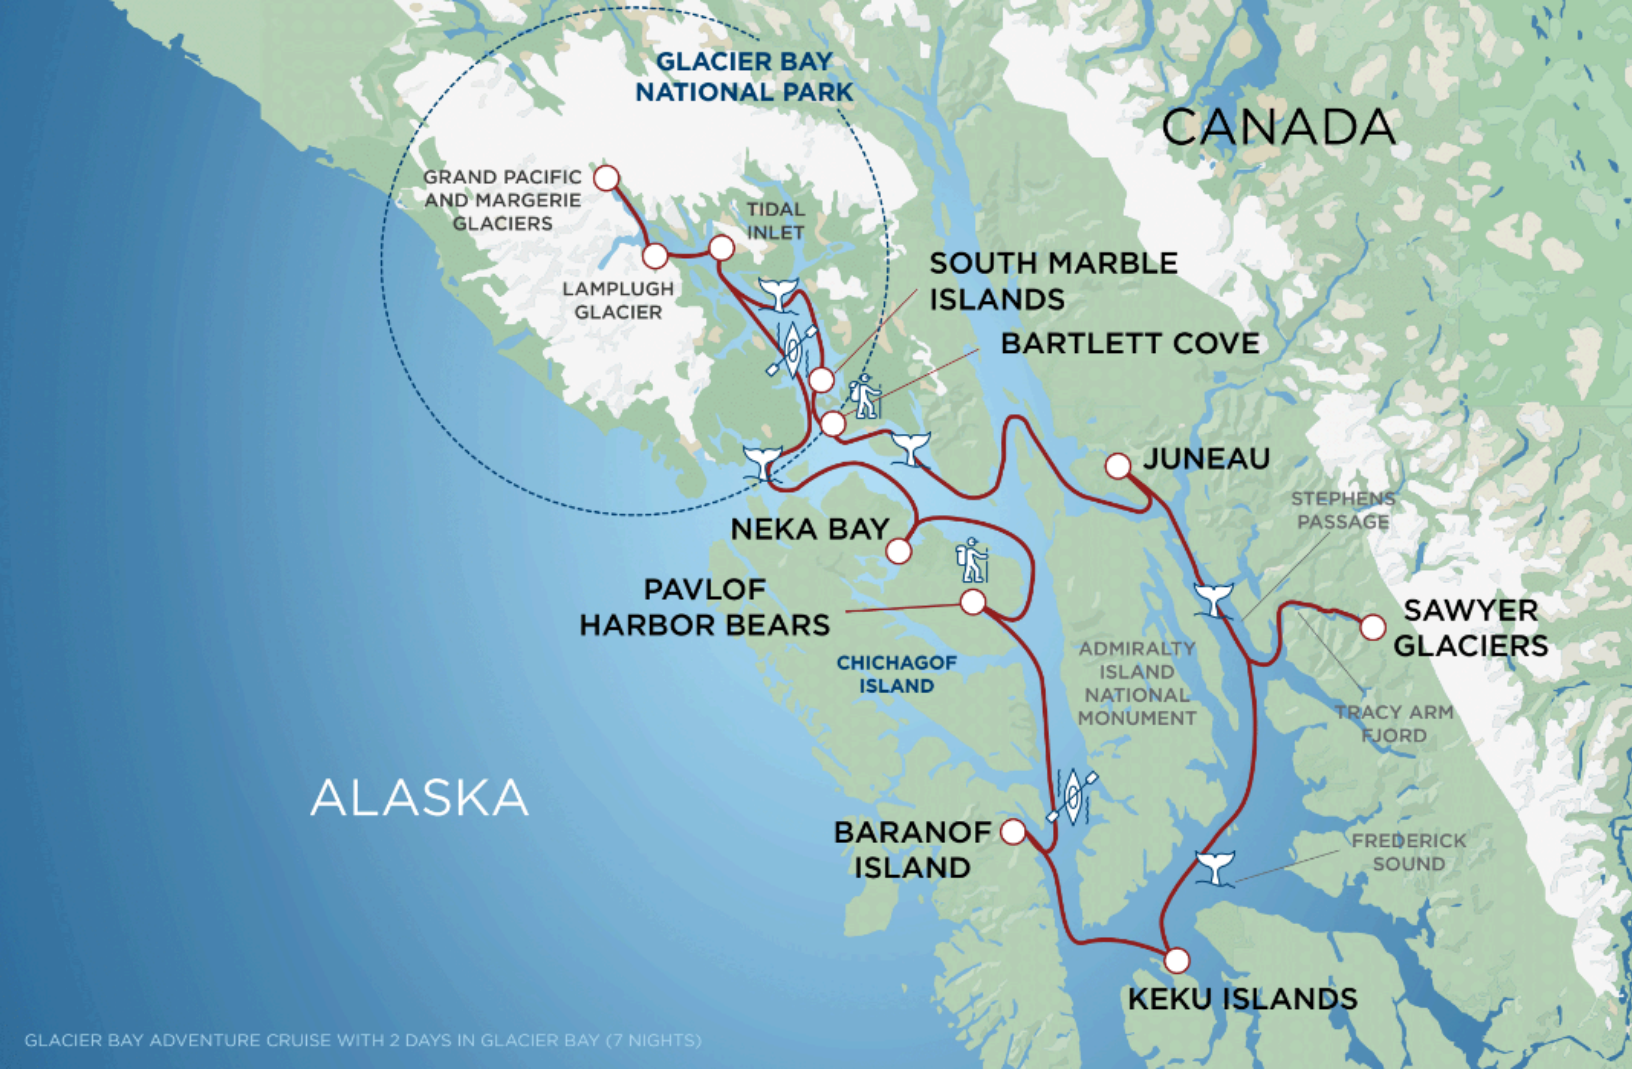 GLACIER BAY
NATIONAL PARK
CANADA
GRAND PACIFIC
AND MARGERIE
GLACIERS
TIDAL
INLET
LAMPLUGH
GLACIER
SOUTH MARBLE
ISLANDS
BARTLETT COVE
JUNEAU
STEPHENS
PASSAGE
NEKA BAY
PAVLOF
HARBOR BEARS
SAWYER
GLACIERS
CHICHAGOF
ISLAND
ADMIRALTY
ISLAND
NATIONAL
MONUMENT
TRACY ARM
FJORD
ALASKA
BARANOF
ISLAND
FREDERICK
SOUND
KEKU ISLANDS
GLACIER BAY ADVENTURE CRUISE WITH 2 DAYS IN GLACIER BAY (7 NIGHTS)